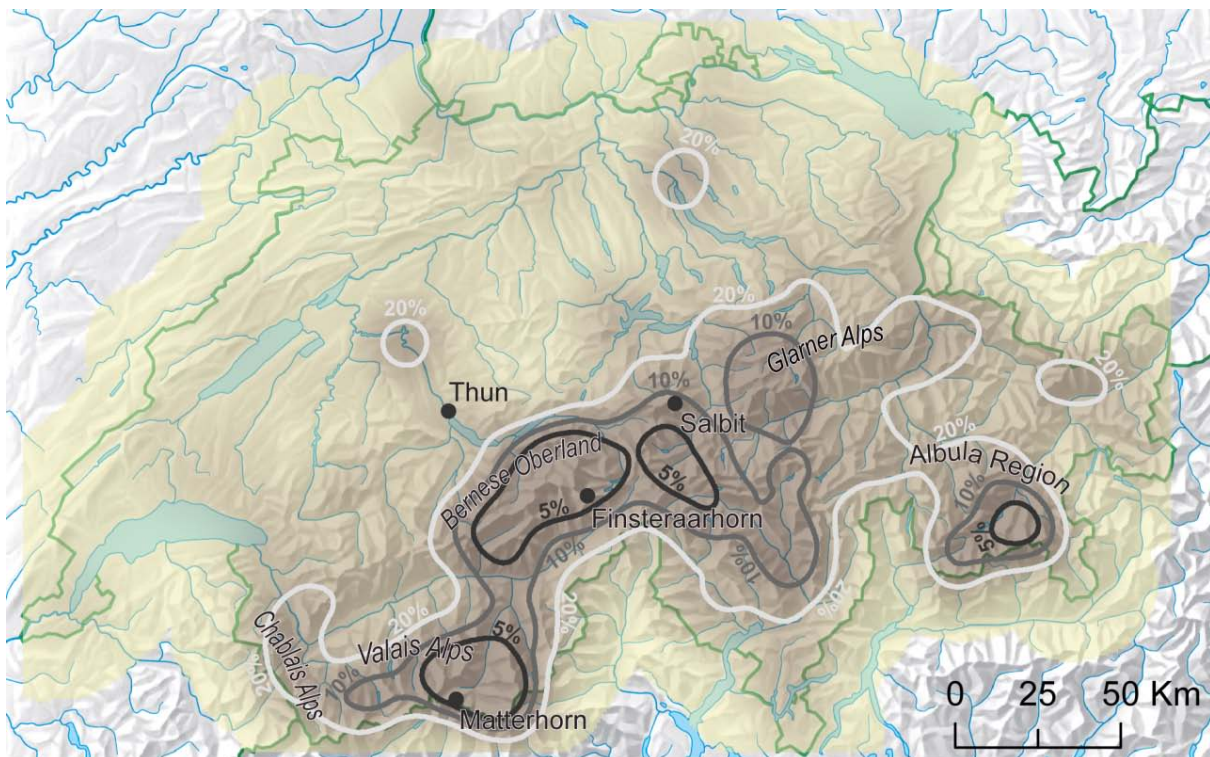 20%
20%
20%
10%
Glarner Alps
20%
Thun
10%
Salbit
20%
Albula Region
Bernese Oberland
5%
10%
5%
Finsteraarhorn
5%
10%
10%
20%
20%
20%
5%
Chablais Alps
Valais Alps
20%
10%
Matterhorn
0 25 50 Km